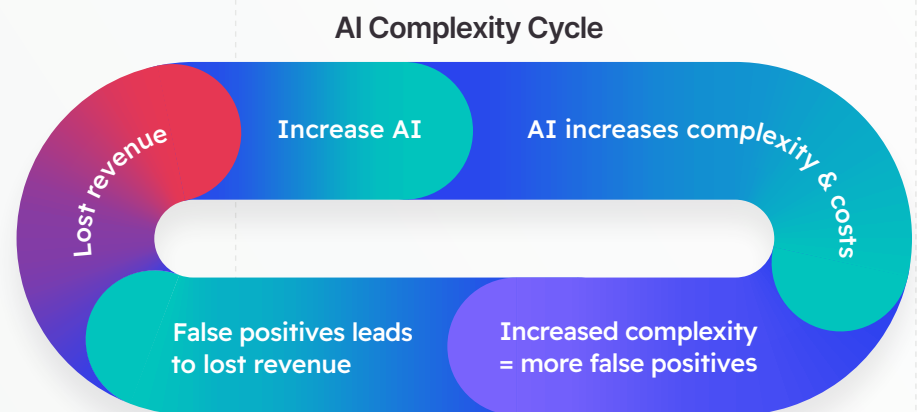 AI Complexity Cycle
Increase AI
AI increases complexity & costs
Increased complexity
= more false positives
False positives leads
to lost revenue
Lost revenue